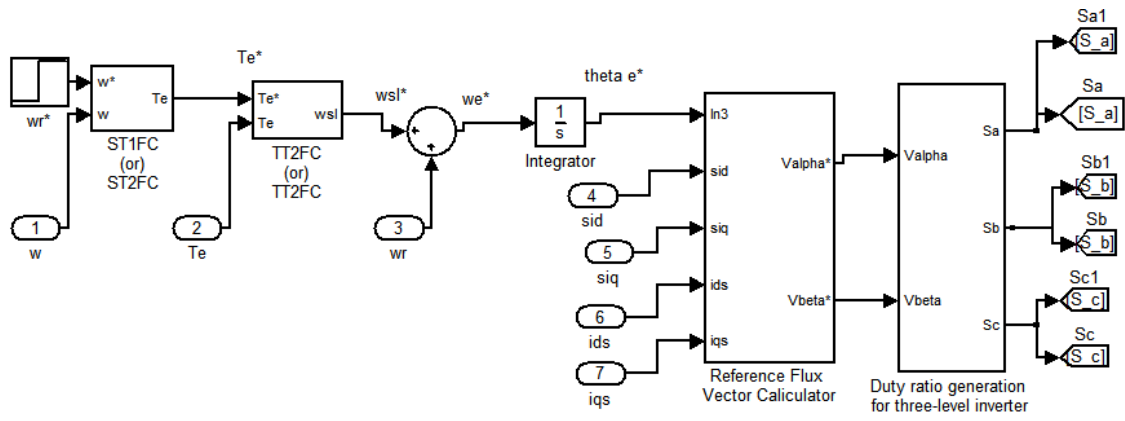 wr*
w*
w
Te
ST1FC
(or)
ST2FC
1
w
Te*
Te*
Te
wsl
TT2FC
(or)
TT2FC
2
Te
wsl*
+
+
3
wr
we*
1
s
Integrator
theta e*
4
sid
5
siq
6
ids
7
iqs
In3
sid
siq
ids
iqs
Valpha*
Vbeta*
Reference Flux
Vector Caliculator
Valpha
Vbeta
Sa
Sb
Sc
Duty ratio generation
for three-level inverter
Sa1
[S_a]
Sa
[S_a]
Sb1
[S_b]
Sb
[S_b]
Sc1
[S_c]
Sc
[S_c]